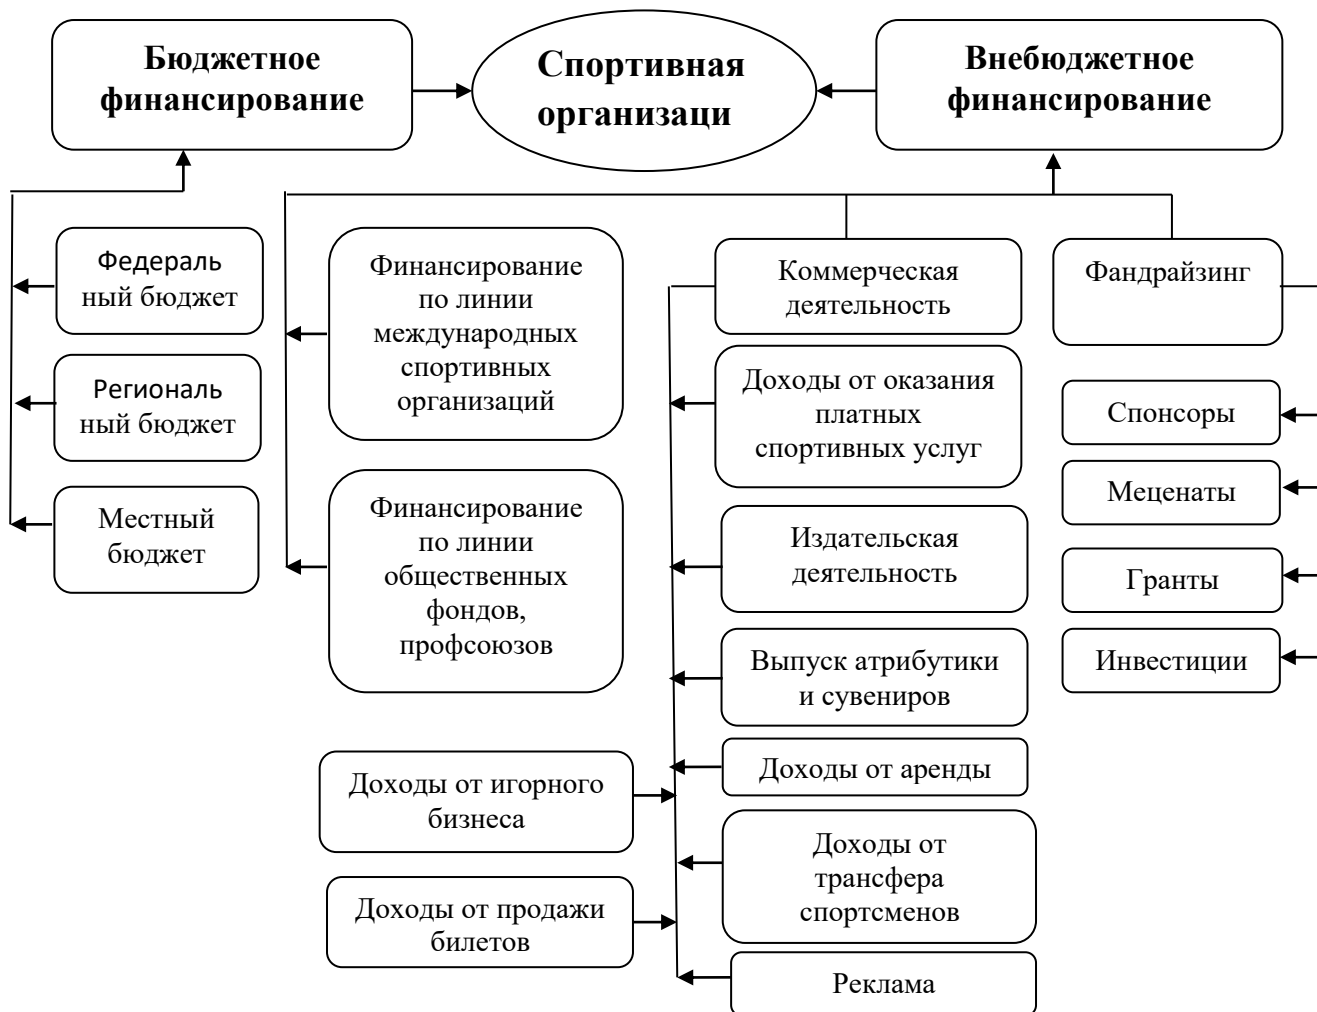 Бюджетное
финансирование
Спортивная
организаци
Внебюджетное
финансирование
Федераль
ный бюджет
Региональ
ный бюджет
Местный
бюджет
Финансирование
по линии
международных
спортивных
организаций
Финансирование
по линии
общественных
фондов,
профсоюзов
Доходы от игорного
бизнеса
Доходы от продажи
билетов
Коммерческая
деятельность
Доходы от оказания
платных
спортивных услуг
Издательская
деятельность
Выпуск атрибутики
и сувениров
Доходы от аренды
Доходы от
трансфера
спортсменов
Реклама
Фандрайзинг
Спонсоры
Меценаты
Гранты
Инвестиции